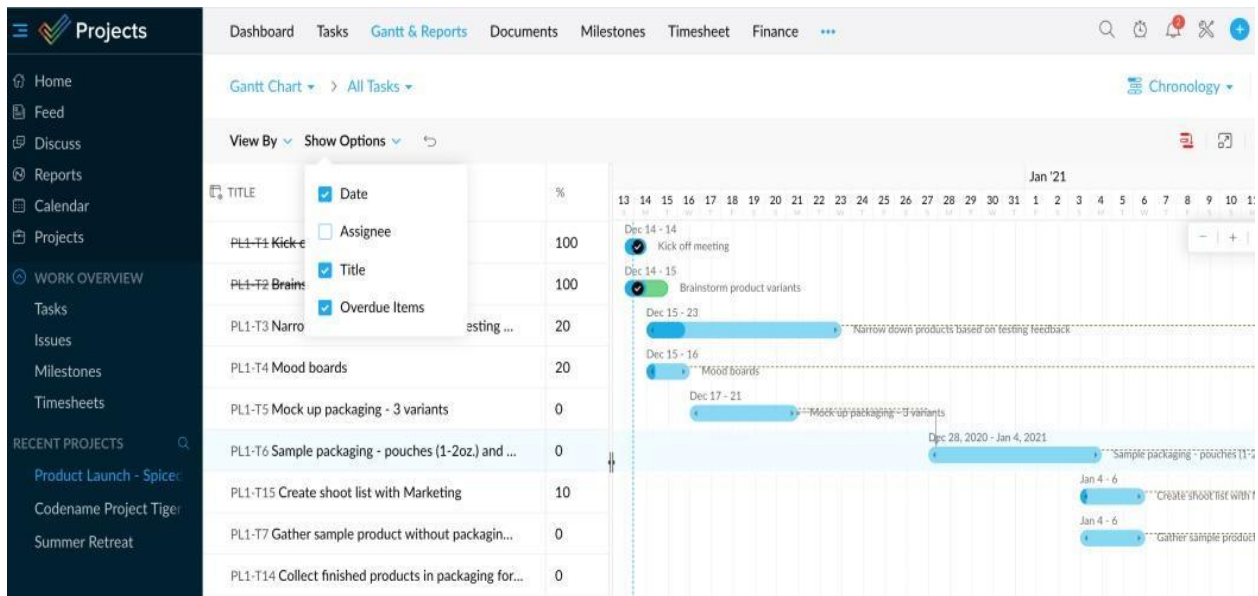 Projects
Dashboard Tasks Gantt & Reports Documents Milestones Timesheet Finance
2
Home
Feed
Discuss
Reports
Calendar
Projects
WORK OVERVIEW
Tasks
Issues
Milestones
Timesheets
RECENT PROJECTS
Product Launch - Spiced
Codename Project Tiger
Summer Retreat
Gantt Chart > All Tasks
Chronology
View By Show Options
Date
Assignee
Title
Overdue Items
TITLE %
PL1-T1 Kick 100
PL1-T2 Brains 100
PL1-T3 Narro esting ... 20
PL1-T4 Mood boards 20
PL1-T5 Mock up packaging - 3 variants 0
PL1-T6 Sample packaging - pouches (1-2oz.) and ... 0
PL1-T15 Create shoot list with Marketing 10
PL1-T7 Gather sample product without packagin... 0
PL1-T14 Collect finished products in packaging for... 0
Jan '21
13 14 15 16 17 18 19 20 21 22 23 24 25 26 27 28 29 30 31 1 2 3 4 5 6 7 8 9 10
- +
Dec 14 - 14
Kick off meeting
Dec 14 - 15
Brainstorm product variants
Dec 15 - 23
Narrow down products based on testing feedback
Dec 15 - 16
Mood boards
Dec 17 - 21
Mock up packaging - 3 variants
Dec 28, 2020 - Jan 4, 2021
Sample packaging - pouches (1-2
Jan 4 - 6
Create shoot list with
Jan 4 - 6
Gather sample product